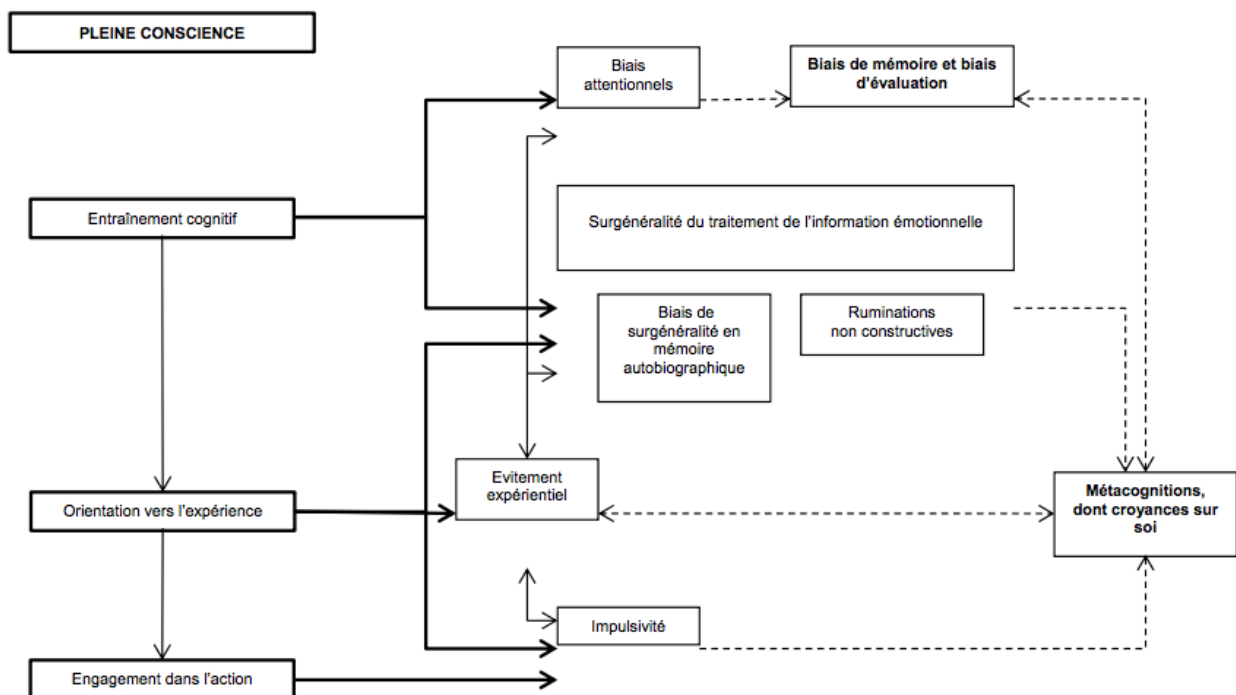 PLEINE CONSCIENCE
Biais
attentionnels
Biais de mémoire et biais
d'évaluation
Entraînement cognitif
Surgénéralité du traitement de l'information émotionnelle
Biais de
surgénéralité en
mémoire
autobiographique
Ruminations
non constructives
Evitement
expérientiel
Orientation vers l'expérience
Métacognitions,
dont croyances sur
soi
Impulsivité
Engagement dans l'action